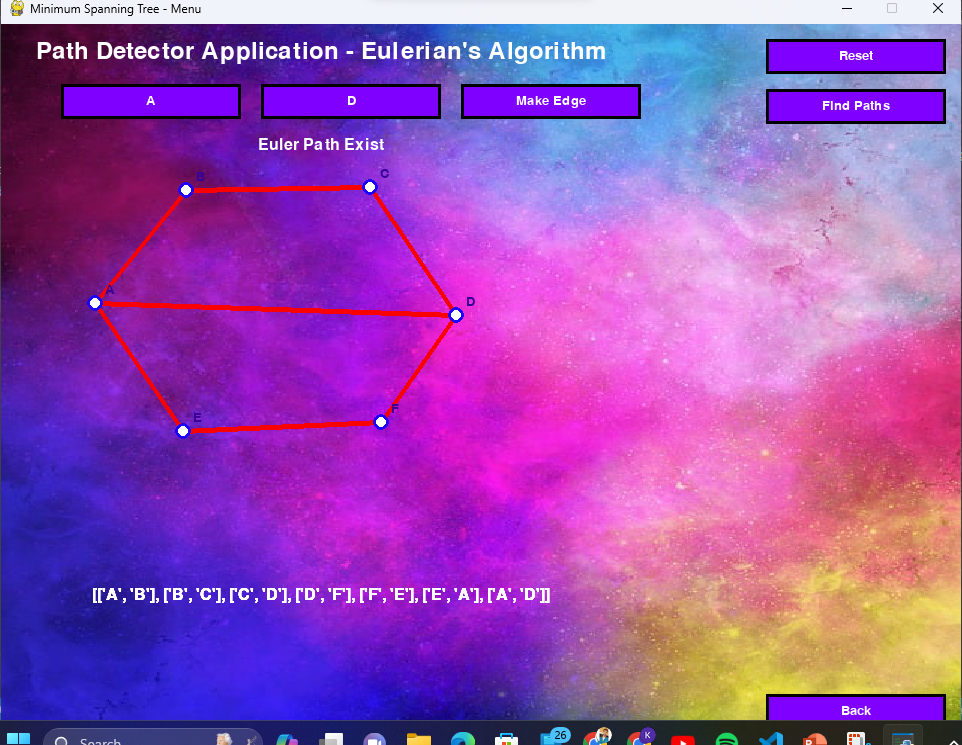 Minimum Spanning Tree - Menu
Path Detector Application - Eulerian's Algorithm
Reset
A
D
Make Edge
Find Paths
Euler Path Exist
B
C
A
D
F
E
[['A', 'B'], ['B', 'C'], ['C', 'D'], ['D', 'F'], ['F', 'E'], ['E', 'A'], ['A', 'D']]
Back
Search
26
K